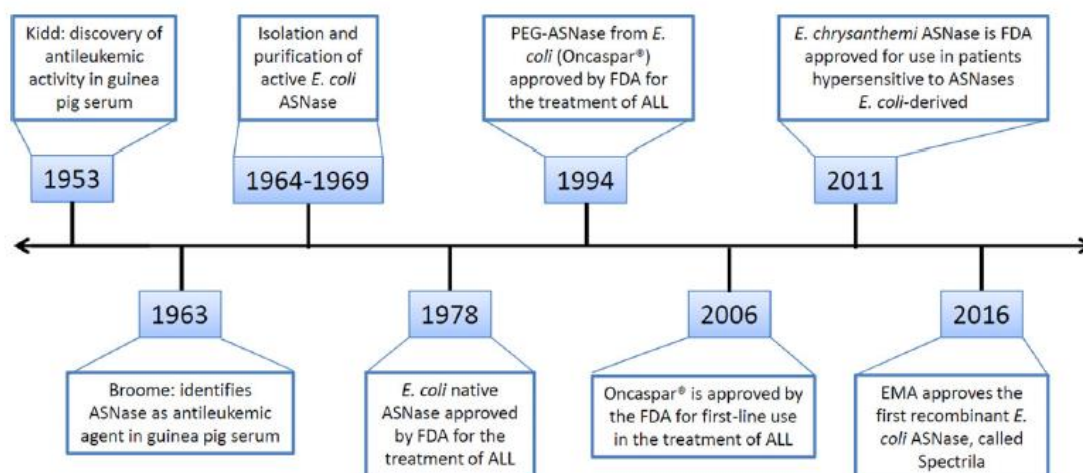 Kidd: discovery of
antileukemic
activity in guinea
pig serum
1953
Isolation and
purification of
active E. coli
ASNase
1964-1969
PEG-ASNase from E.
coli (Oncaspar®)
approved by FDA for
the treatment of ALL
1994
E. chrysanthemi ASNase is FDA
approved for use in patients
hypersensitive to ASNases
E. coli-derived
2011
1963
Broome: identifies
ASNase as antileukemic
agent in guinea pig serum
1978
E. coli native
ASNase approved
by FDA for the
treatment of ALL
2006
Oncaspar® is approved by
the FDA for first-line use
in the treatment of ALL
2016
EMA approves the
first recombinant E.
coli ASNase, called
Spectrila